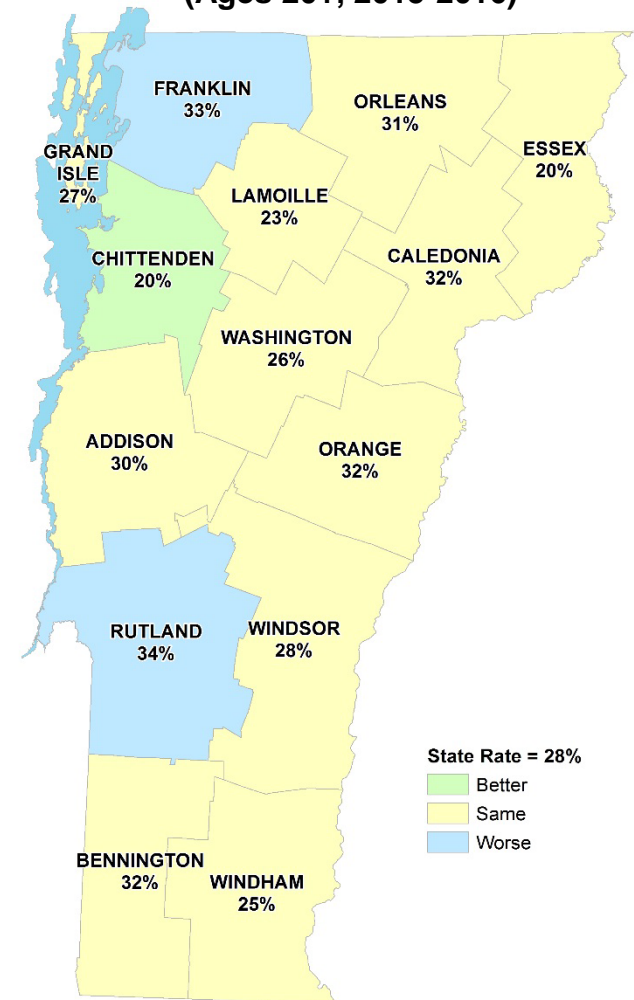 FRANKLIN
33%
ORLEANS
31%
ESSEX
20%
GRAND
ISLE
27%
LAMOILLE
23%
CHITTENDEN
20%
CALEDONIA
32%
WASHINGTON
26%
ADDISON
30%
ORANGE
32%
RUTLAND
34%
WINDSOR
28%
State Rate = 28%
Better
Same
Worse
BENNINGTON
32%
WINDHAM
25%